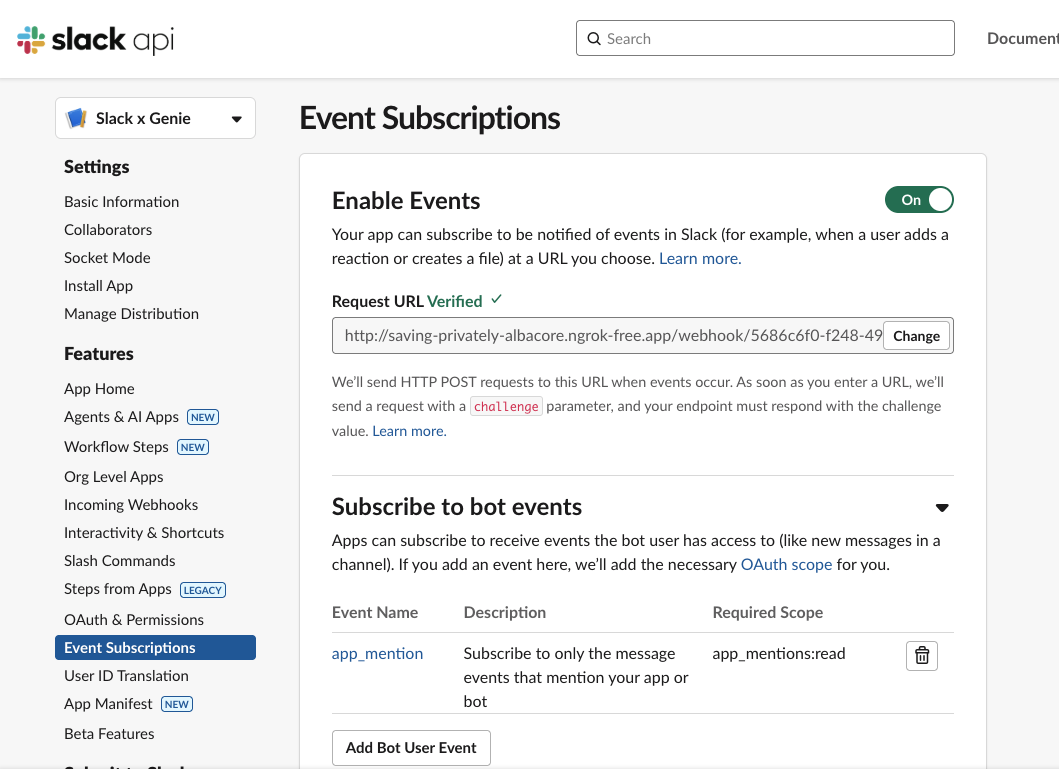 slack api
Search
Document
Slack x Genie
Settings
Basic Information
Collaborators
Socket Mode
Install App
Manage Distribution
Features
App Home
Agents & AI Apps NEW
Workflow Steps NEW
Org Level Apps
Incoming Webhooks
Interactivity & Shortcuts
Slash Commands
Steps from Apps LEGACY
OAuth & Permissions
Event Subscriptions
User ID Translation
App Manifest NEW
Beta Features
Event Subscriptions
Enable Events
On
Your app can subscribe to be notified of events in Slack (for example, when a user adds a
reaction or creates a file) at a URL you choose. Learn more.
Request URL Verified ✓
http://saving-privately-albacore.ngrok-free.app/webhook/5686c6f0-f248-49
Change
We'll send HTTP POST requests to this URL when events occur. As soon as you enter a URL, we'll
send a request with a challenge parameter, and your endpoint must respond with the challenge
value. Learn more.
Subscribe to bot events
Apps can subscribe to receive events the bot user has access to (like new messages in a
channel). If you add an event here, we'll add the necessary OAuth scope for you.
Event Name Description Required Scope
app_mention Subscribe to only the message app_mentions:read
events that mention your app or
bot
Add Bot User Event